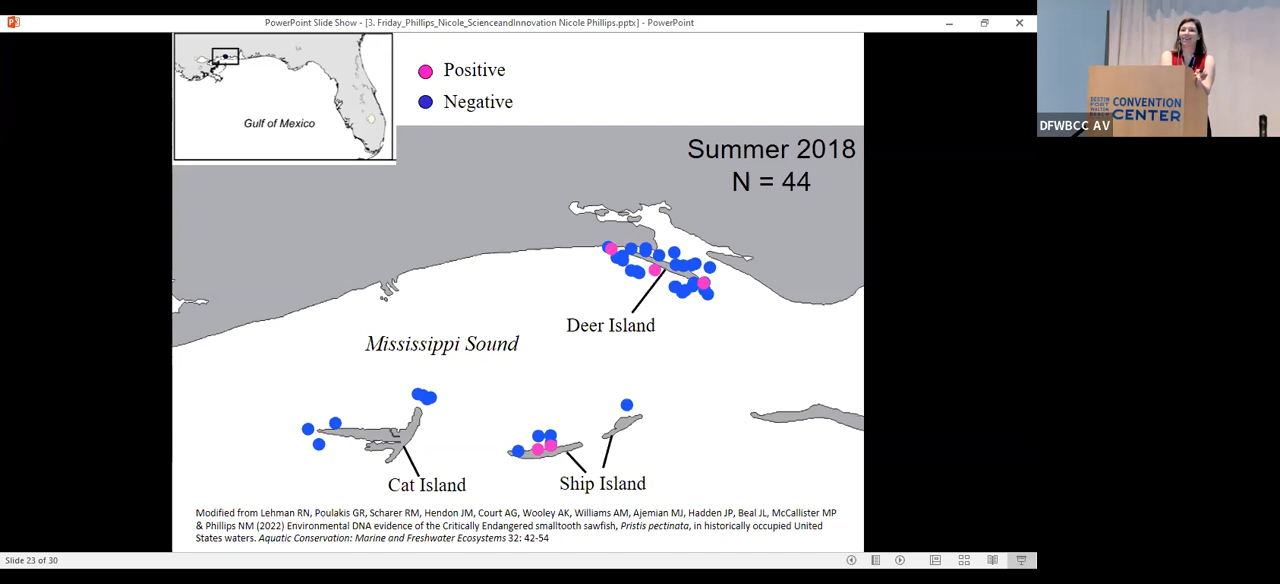 PowerPoint Slide Show - [3. Friday_Phillips_Nicole_ScienceandInnovation Nicole Phillips.pptx] - PowerPoint
Gulf of Mexico
Positive
Negative
Summer 2018
N = 44
Deer Island
Mississippi Sound
Cat Island
Ship Island
Modified from Lehman RN, Poulakis GR, Scharer RM, Hendon JM, Court AG, Wooley AK, Williams AM, Ajemian MJ, Hadden JP, Beal JL, McCallister MP
& Phillips NM (2022) Environmental DNA evidence of the Critically Endangered smalltooth sawfish, Pristis pectinata, in historically occupied United
States waters. Aquatic Conservation: Marine and Freshwater Ecosystems 32: 42-54
Slide 23 of 30
DESTIN
FORT
WALTON
BEACH
CONVENTION
CENTER
DFWBCC AV